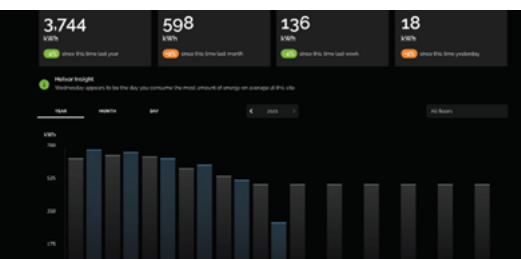 3,744
598
136
18
kWh
kWh
kWh
kWh
since this time last year
since this time last month
since this time last week
since this time yesterday
Helvar Insight
Wednesday appears to be the day you consume the most amount of energy on average at this site
YEAR
MONTH
DAY
All floors
kWh
700
525
350
175